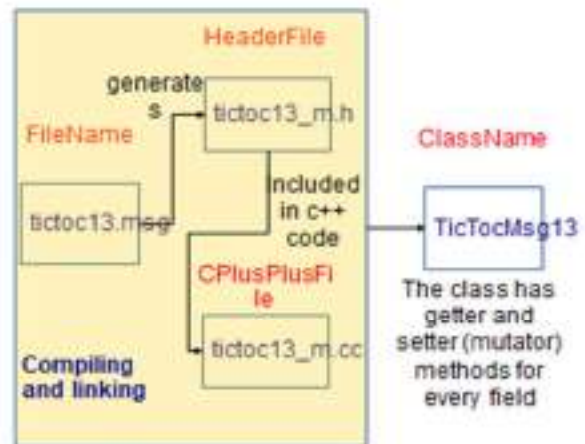 HeaderFile
generate
s
tictoc13_m.h
FileName
tictoc13.msg
Included
in c++
code
CPlusPlusFi
le
tictoc13_m.cc
Compiling
and linking
ClassName
TicTocMsg13
The class has
getter and
setter (mutator)
methods for
every field